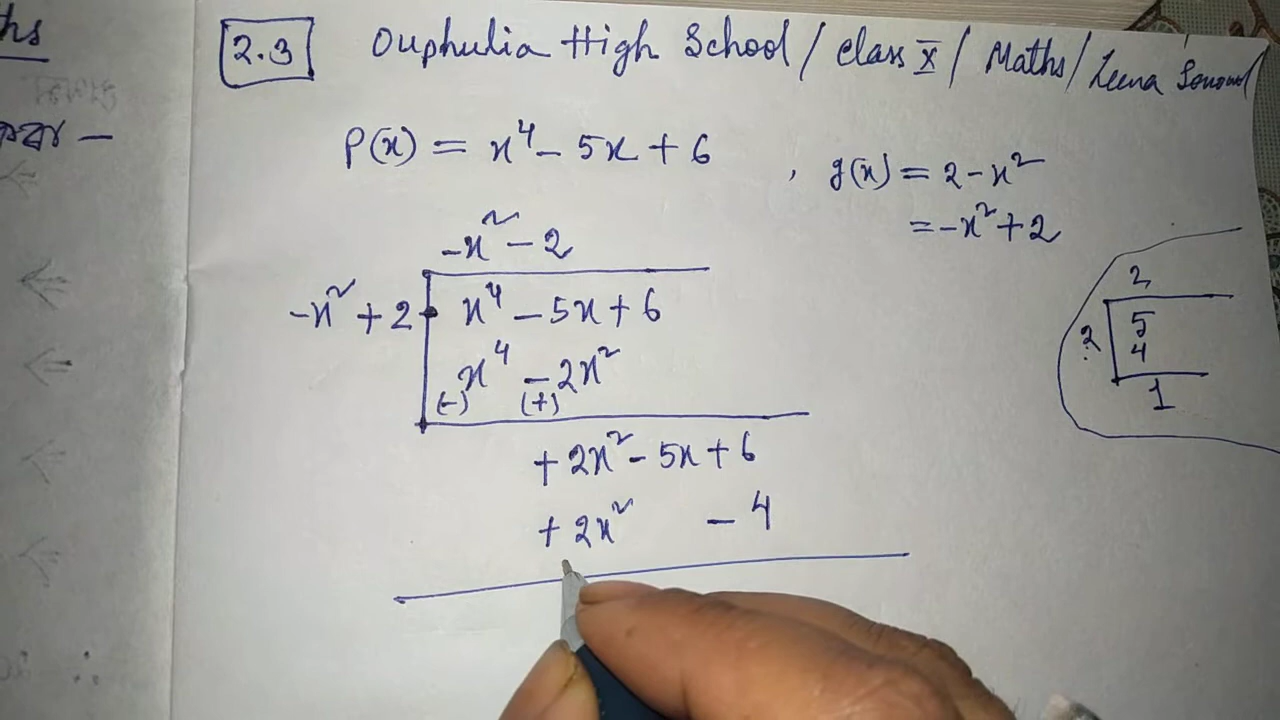 ths
2.3 Ouphulia High School / Class X / Maths / Leena Sonowal
P(x) = x⁴ - 5x + 6 , g(x) = 2 - x²
= -x² + 2
-x² - 2
-x² + 2 x⁴ - 5x + 6
x⁴ - 2x²
(-) (+)
+ 2x² - 5x + 6
+ 2x² - 4
2
2 5
4
1